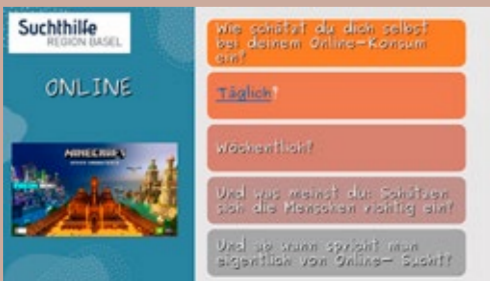 Suchthilfe
REGION BASEL
ONLINE
MINECRAFT
Wie schätzt du dich selbst
bei deinem Online-Konsum
ein?
Täglich?
Wöchentlich?
Und was meinst du: Schätzen
sich die Menschen richtig ein?
Und ab wann spricht man
eigentlich von Online- Sucht?